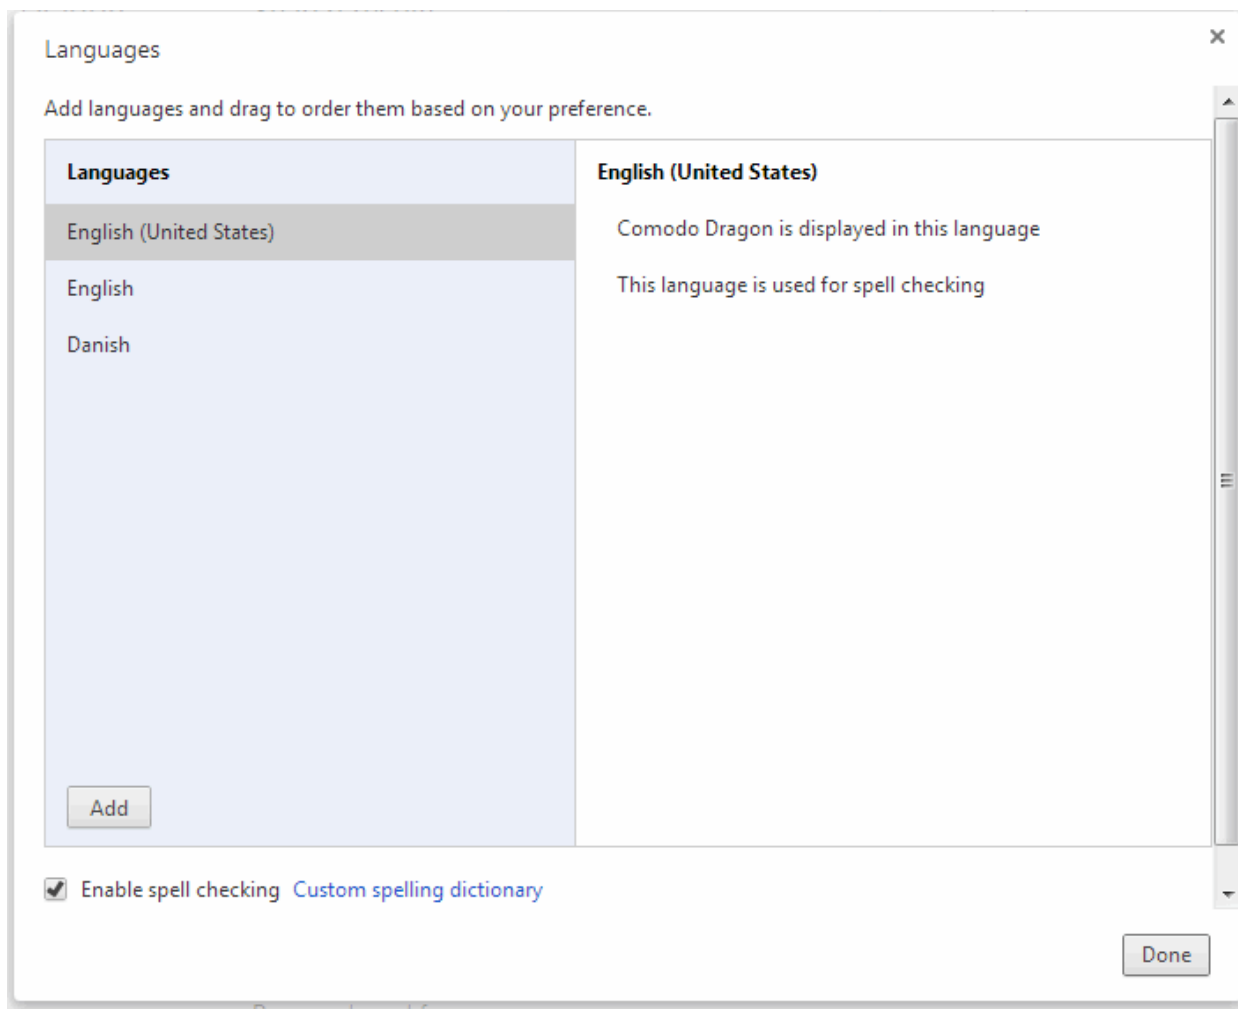 Languages
Add languages and drag to order them based on your preference.
Languages
English (United States)
English
Danish
Add
English (United States)
Comodo Dragon is displayed in this language
This language is used for spell checking
Enable spell checking Custom spelling dictionary
Done